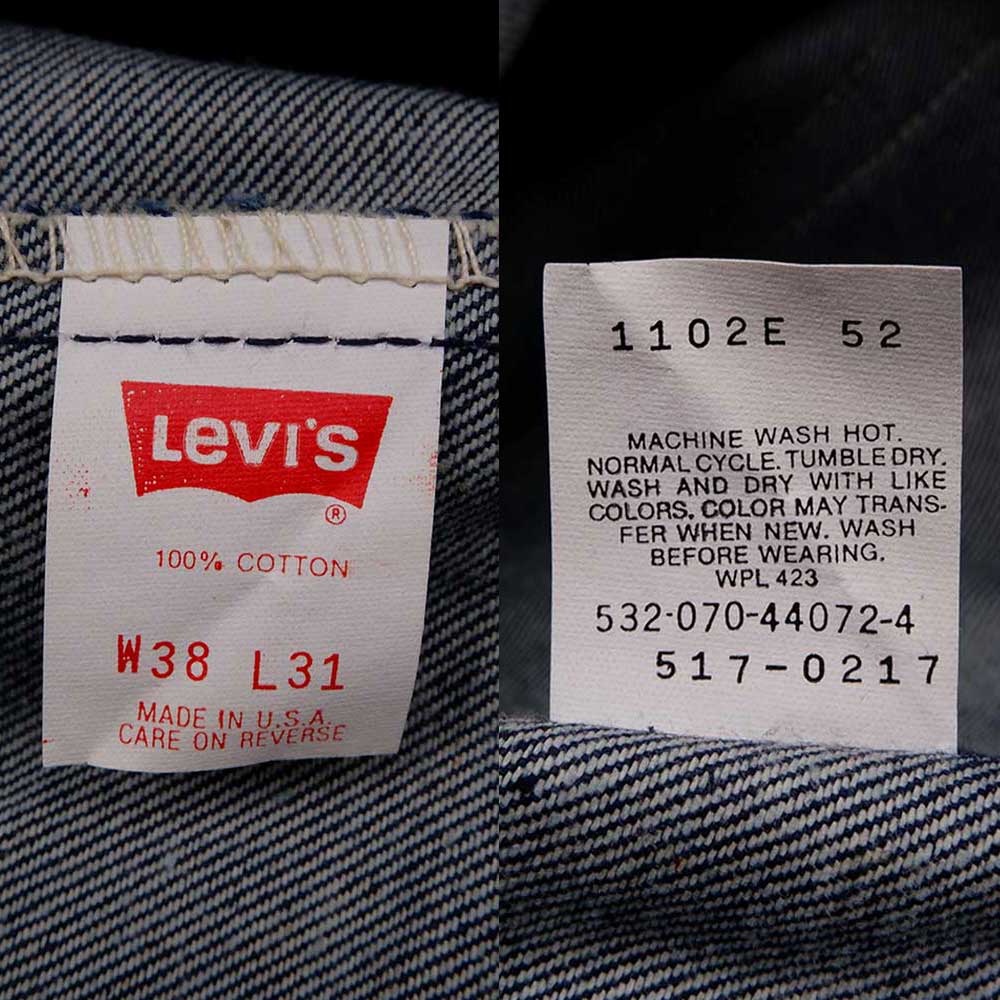 LEVI'S
®
100% COTTON
W38 L31
MADE IN U.S.A.
CARE ON REVERSE
1102E 52
MACHINE WASH HOT.
NORMAL CYCLE. TUMBLE DRY.
WASH AND DRY WITH LIKE
COLORS. COLOR MAY TRANS-
FER WHEN NEW. WASH
BEFORE WEARING.
WPL 423
532-070-44072-4
517-0217